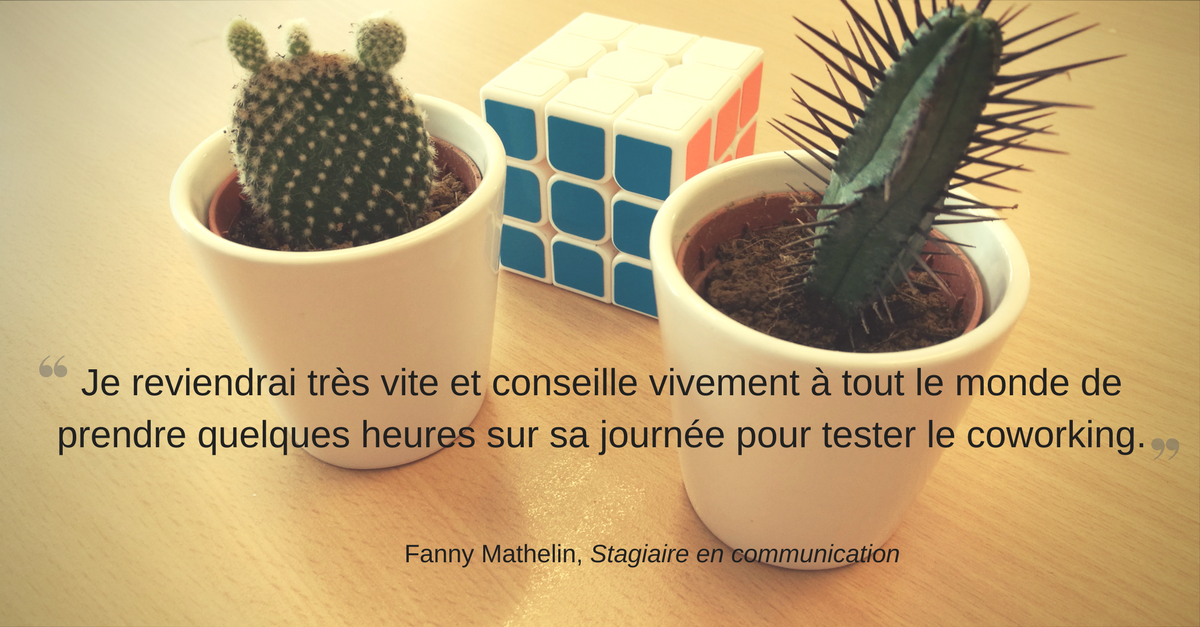 “ Je reviendrai très vite et conseille vivement à tout le monde de
prendre quelques heures sur sa journée pour tester le coworking. ”
Fanny Mathelin, Stagiaire en communication